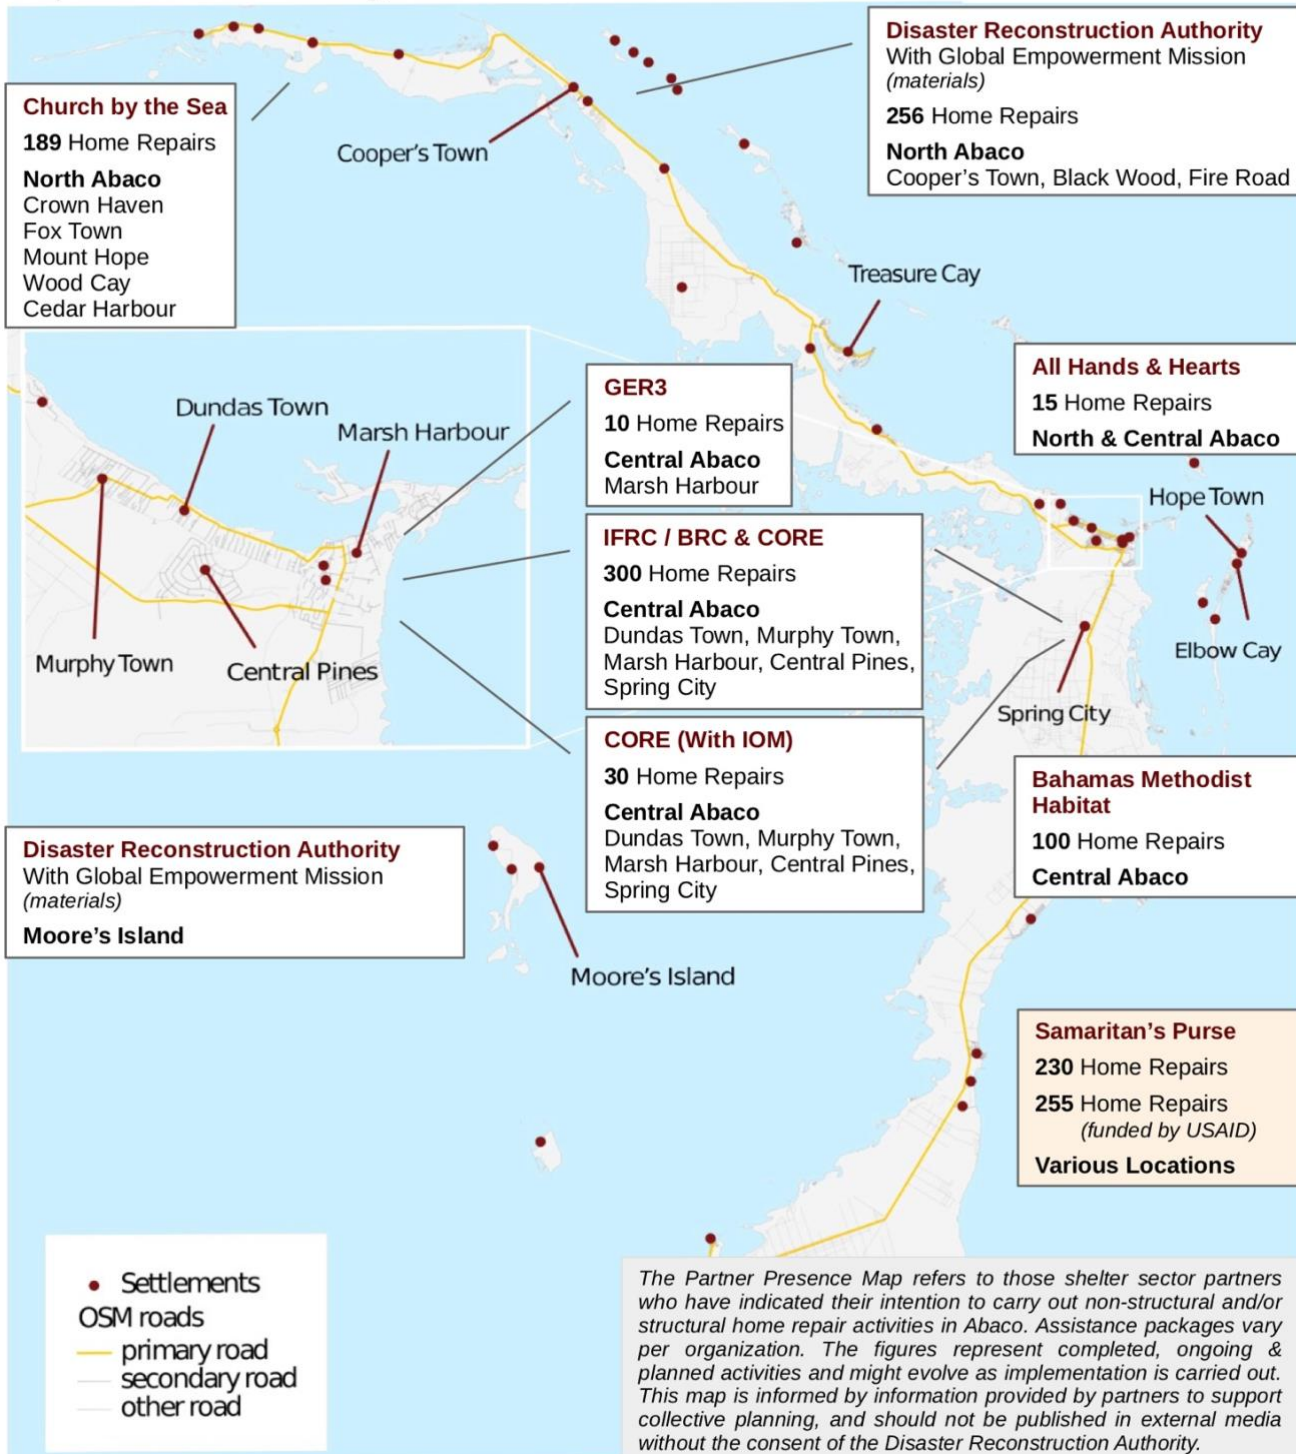 Church by the Sea
189 Home Repairs
North Abaco
Crown Haven
Fox Town
Mount Hope
Wood Cay
Cedar Harbour
Cooper's Town
Disaster Reconstruction Authority
With Global Empowerment Mission
(materials)
256 Home Repairs
North Abaco
Cooper's Town, Black Wood, Fire Road
Treasure Cay
All Hands & Hearts
15 Home Repairs
North & Central Abaco
Hope Town
Elbow Cay
Dundas Town
Marsh Harbour
Murphy Town
Central Pines
GER3
10 Home Repairs
Central Abaco
Marsh Harbour
IFRC / BRC & CORE
300 Home Repairs
Central Abaco
Dundas Town, Murphy Town,
Marsh Harbour, Central Pines,
Spring City
Spring City
CORE (With IOM)
30 Home Repairs
Central Abaco
Dundas Town, Murphy Town,
Marsh Harbour, Central Pines,
Spring City
Bahamas Methodist
Habitat
100 Home Repairs
Central Abaco
Disaster Reconstruction Authority
With Global Empowerment Mission
(materials)
Moore's Island
Moore's Island
Samaritan's Purse
230 Home Repairs
255 Home Repairs
(funded by USAID)
Various Locations
Settlements
OSM roads
primary road
secondary road
other road
The Partner Presence Map refers to those shelter sector partners
who have indicated their intention to carry out non-structural and/or
structural home repair activities in Abaco. Assistance packages vary
per organization. The figures represent completed, ongoing &
planned activities and might evolve as implementation is carried out.
This map is informed by information provided by partners to support
collective planning, and should not be published in external media
without the consent of the Disaster Reconstruction Authority.